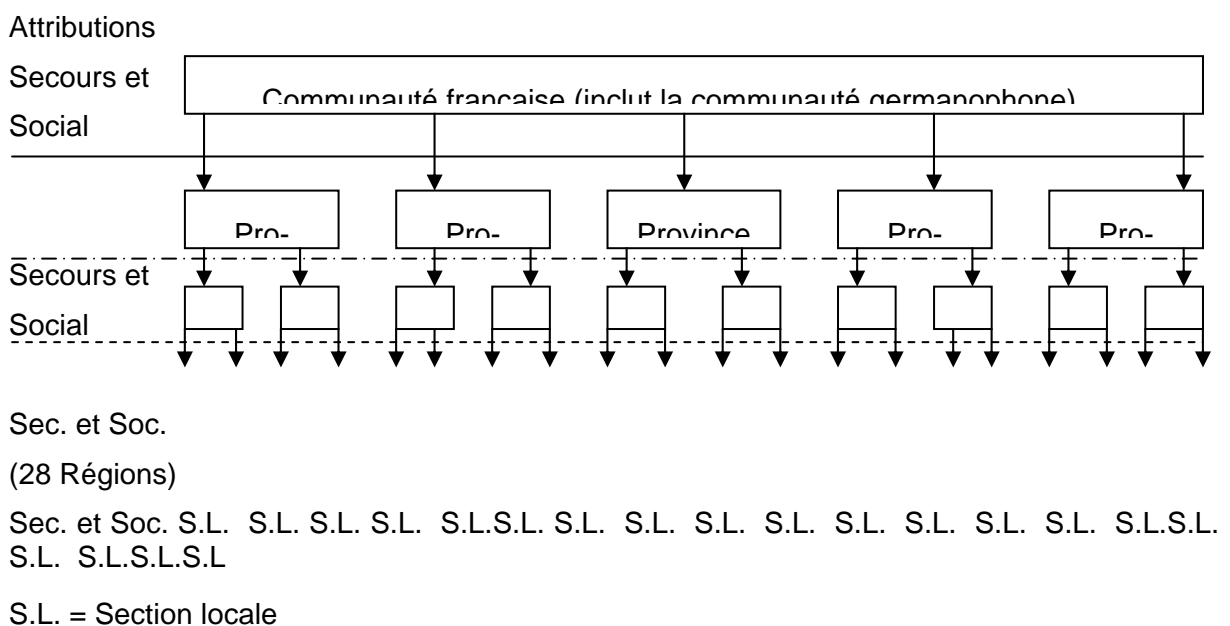 Attributions
Secours et
Social
Communauté française (inclut la communauté germanophone)
Pro- Pro- Province Pro- Pro-
Secours et
Social
Sec. et Soc.
(28 Régions)
Sec. et Soc. S.L. S.L. S.L. S.L. S.L.S.L. S.L. S.L. S.L. S.L. S.L. S.L. S.L. S.L. S.L.S.L.
S.L. S.L.S.L.S.L
S.L. = Section locale